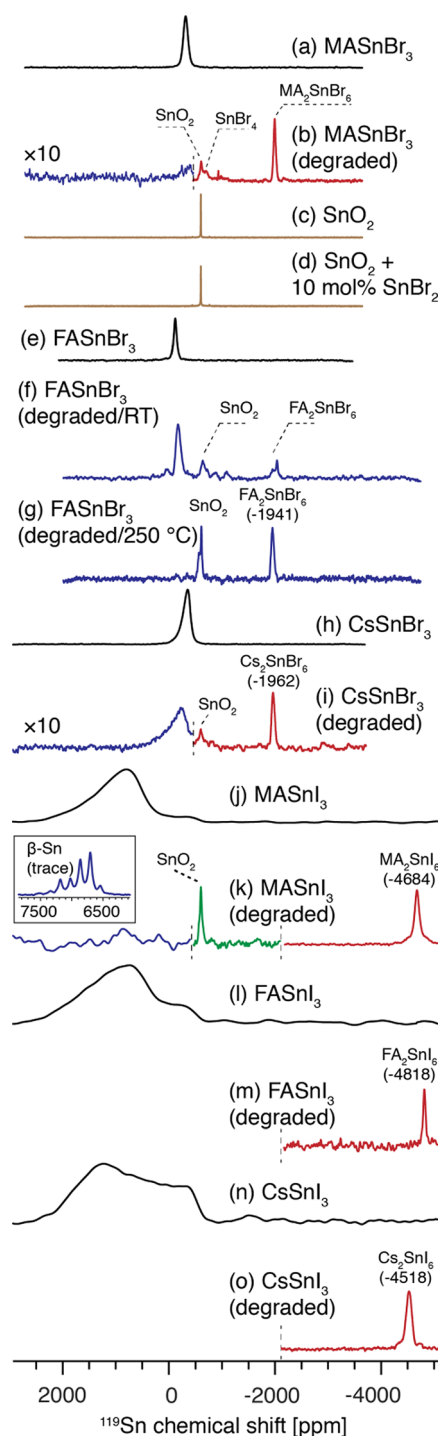 (a) MASnBr₃
MA₂SnBr₆
SnO₂
SnBr₄
(b) MASnBr₃
(degraded)
×10
(c) SnO₂
(d) SnO₂ +
10 mol% SnBr₂
(e) FASnBr₃
(f) FASnBr₃
(degraded/RT)
SnO₂
FA₂SnBr₆
(g) FASnBr₃
(degraded/250 °C)
SnO₂
FA₂SnBr₆
(-1941)
(h) CsSnBr₃
Cs₂SnBr₆
(-1962)
(i) CsSnBr₃
(degraded)
×10
SnO₂
(j) MASnI₃
β-Sn
(trace)
7500
6500
SnO₂
(k) MASnI₃
(degraded)
MA₂SnI₆
(-4684)
(l) FASnI₃
FA₂SnI₆
(-4818)
(m) FASnI₃
(degraded)
(n) CsSnI₃
Cs₂SnI₆
(-4518)
(o) CsSnI₃
(degraded)
2000 0 -2000 -4000
¹¹⁹Sn chemical shift [ppm]